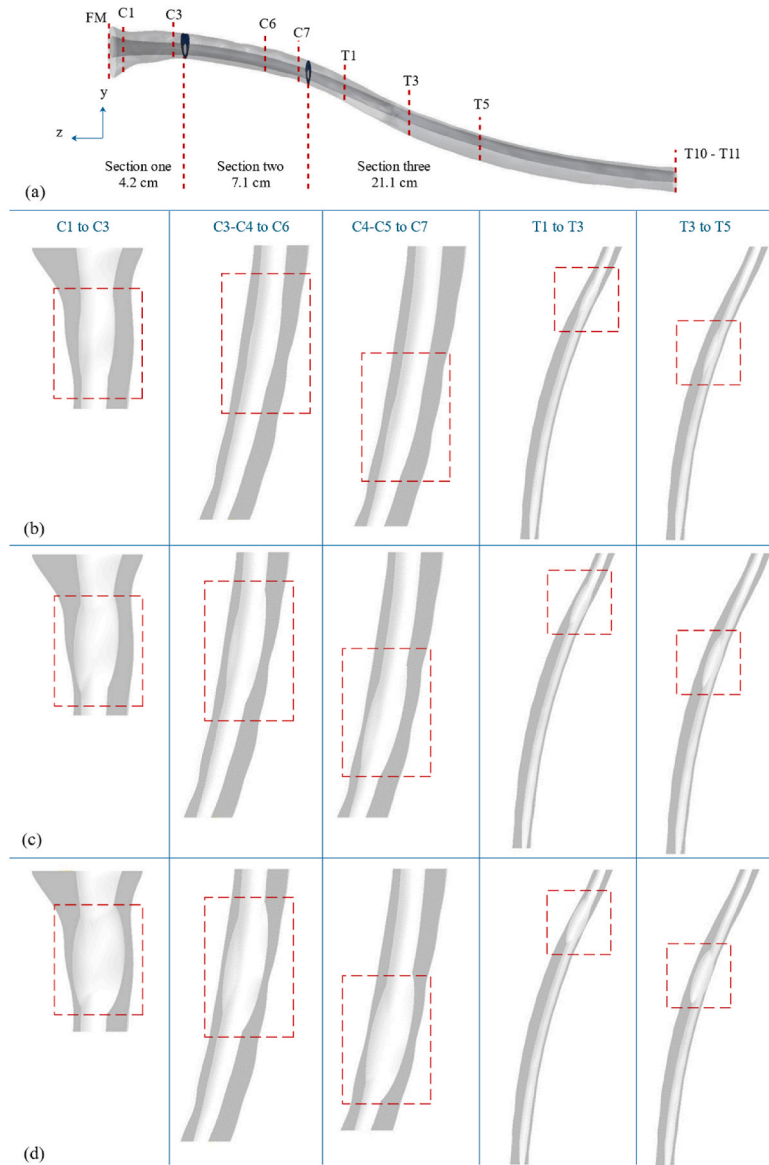 FM
C1
C3
C6
C7
T1
T3
T5
T10 - T11
y
z
Section one
4.2 cm
Section two
7.1 cm
Section three
21.1 cm
(a)
C1 to C3
C3-C4 to C6
C4-C5 to C7
T1 to T3
T3 to T5
(b)
(c)
(d)